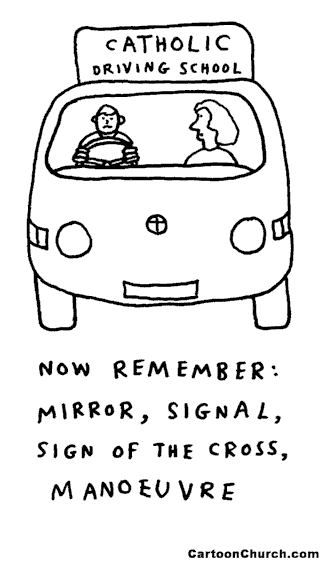 CATHOLIC
DRIVING SCHOOL
NOW REMEMBER:
MIRROR, SIGNAL,
SIGN OF THE CROSS,
MANOEUVRE
CartoonChurch.com